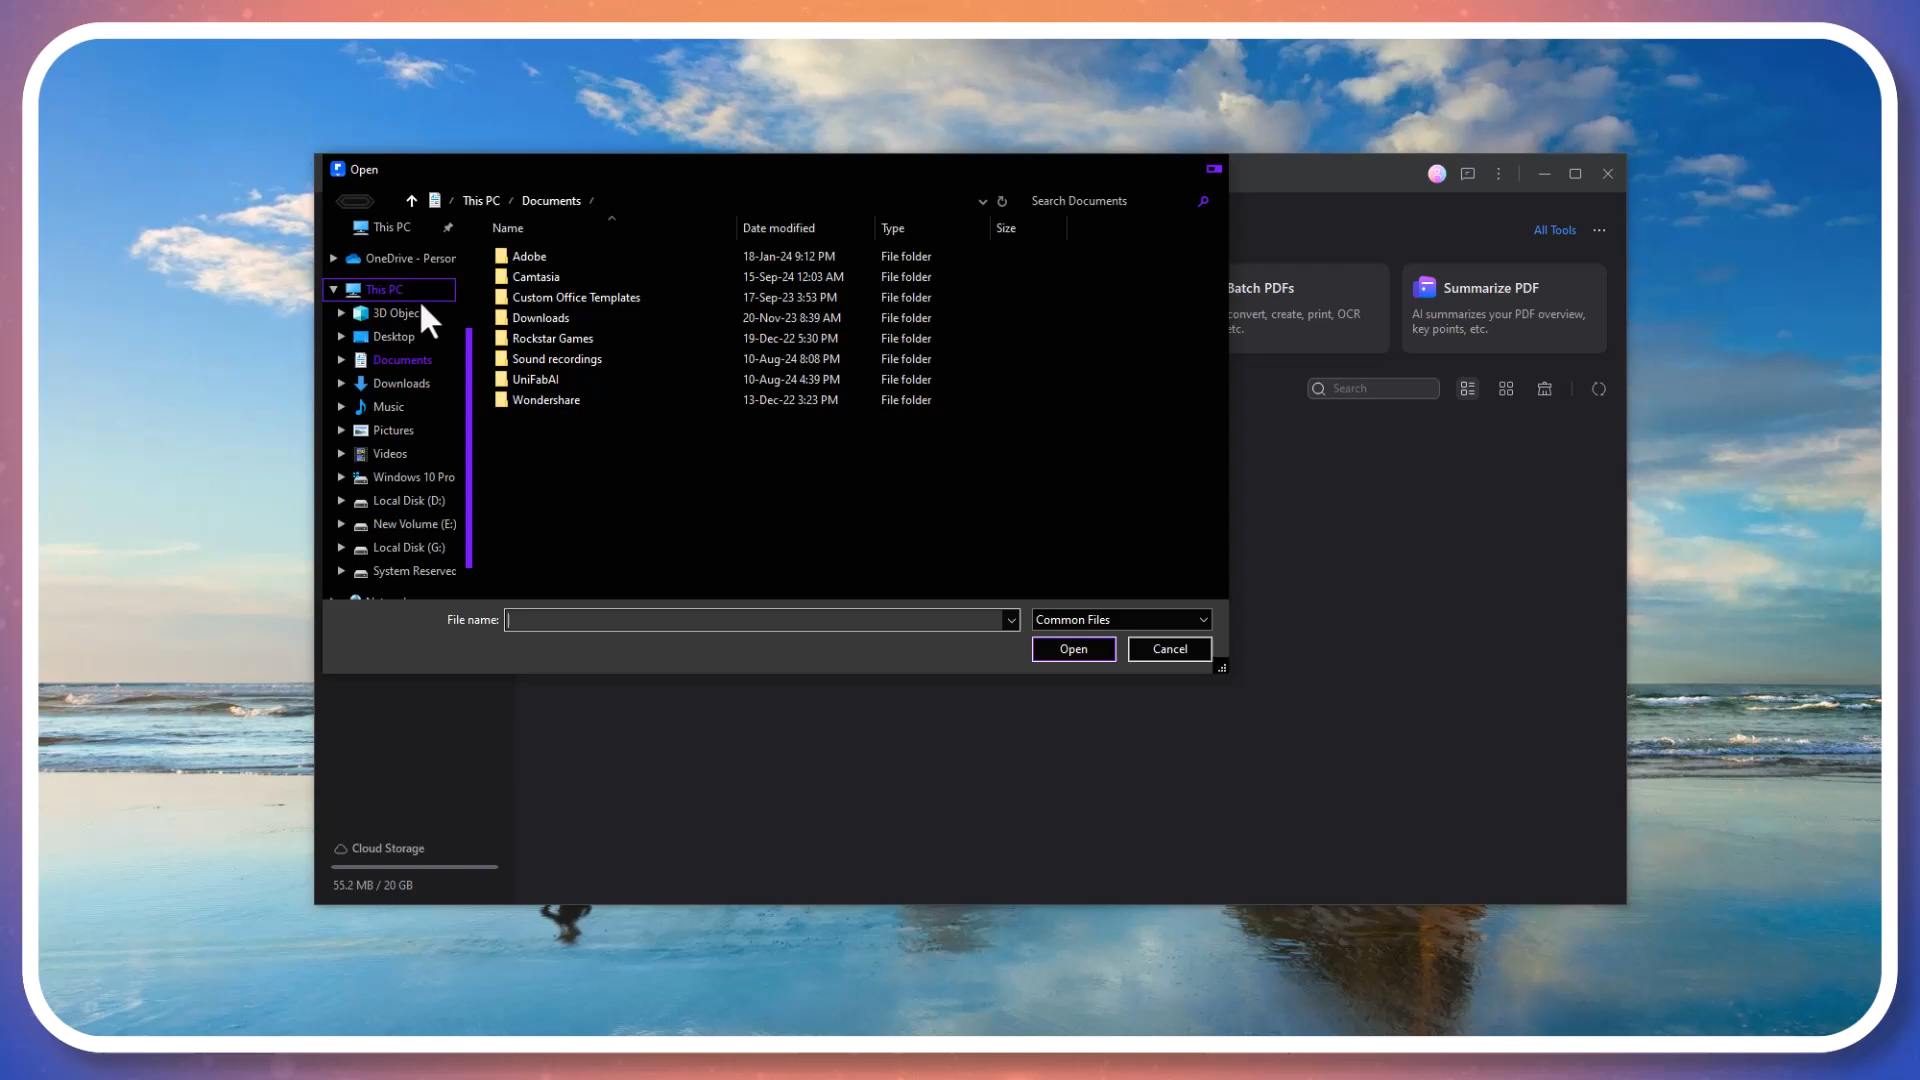 Open
This PC / Documents /
Search Documents
This PC
OneDrive - Person
This PC
3D Objec
Desktop
Documents
Downloads
Music
Pictures
Videos
Windows 10 Pro
Local Disk (D:)
New Volume (E:)
Local Disk (G:)
System Reserved
Name Date modified Type Size
Adobe 18-Jan-24 9:12 PM File folder
Camtasia 15-Sep-24 12:03 AM File folder
Custom Office Templates 17-Sep-23 3:53 PM File folder
Downloads 20-Nov-23 8:39 AM File folder
Rockstar Games 19-Dec-22 5:30 PM File folder
Sound recordings 10-Aug-24 8:08 PM File folder
UniFabAI 10-Aug-24 4:39 PM File folder
Wondershare 13-Dec-22 3:23 PM File folder
File name:
Common Files
Open Cancel
All Tools
Batch PDFs
convert, create, print, OCR
etc.
Summarize PDF
AI summarizes your PDF overview,
key points, etc.
Search
Cloud Storage
55.2 MB / 20 GB